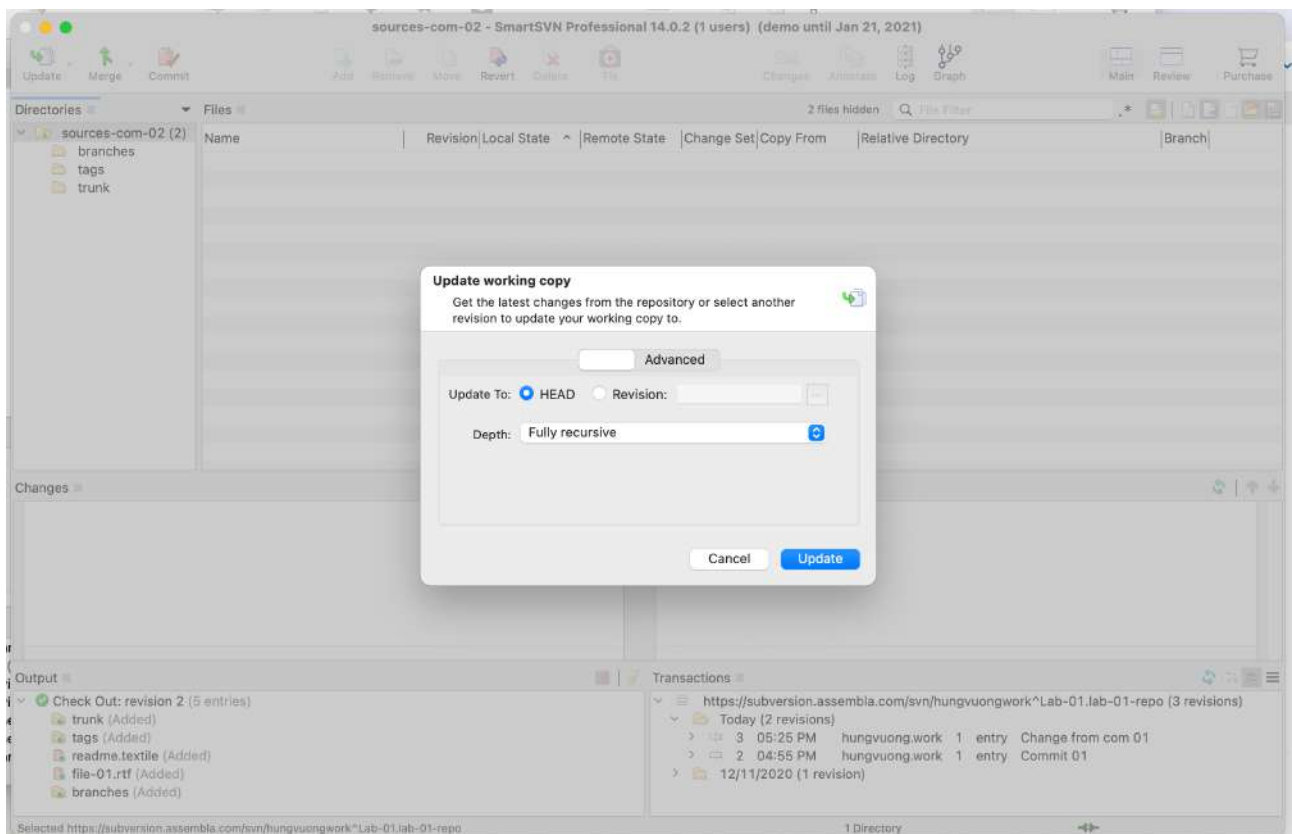 sources-com-02 - SmartSVN Professional 14.0.2 (1 users) (demo until Jan 21, 2021)
Update Merge Commit Add Remove Move Revert Delete Fix Changes Annotate Log Graph Main Review Purchase
Directories Files 2 files hidden File Filter .*
sources-com-02 (2)
branches
tags
trunk
Name Revision Local State Remote State Change Set Copy From Relative Directory Branch
Update working copy
Get the latest changes from the repository or select another
revision to update your working copy to.
Advanced
Update To: HEAD Revision:
Depth: Fully recursive
Cancel Update
Changes
Output
Check Out: revision 2 (5 entries)
trunk (Added)
tags (Added)
readme.textile (Added)
file-01.rtf (Added)
branches (Added)
Transactions
https://subversion.assembla.com/svn/hungvuongwork^Lab-01.lab-01-repo (3 revisions)
Today (2 revisions)
3 05:25 PM hungvuong.work 1 entry Change from com 01
2 04:55 PM hungvuong.work 1 entry Commit 01
12/11/2020 (1 revision)
Selected https://subversion.assembla.com/svn/hungvuongwork^Lab-01.lab-01-repo 1 Directory